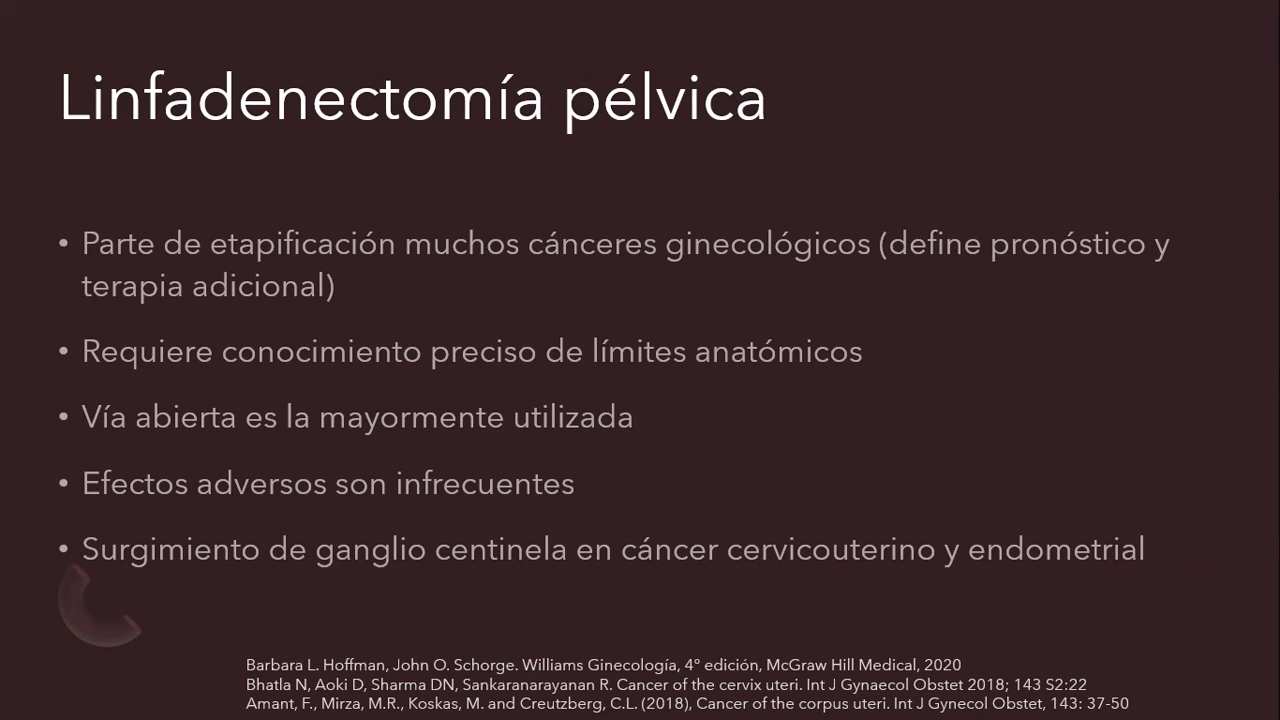 Linfadenectomía pélvica
• Parte de etapificación muchos cánceres ginecológicos (define pronóstico y
terapia adicional)
• Requiere conocimiento preciso de límites anatómicos
• Vía abierta es la mayormente utilizada
• Efectos adversos son infrecuentes
• Surgimiento de ganglio centinela en cáncer cervicouterino y endometrial
Barbara L. Hoffman, John O. Schorge. Williams Ginecología, 4° edición, McGraw Hill Medical, 2020
Bhatla N, Aoki D, Sharma DN, Sankaranarayanan R. Cancer of the cervix uteri. Int J Gynaecol Obstet 2018; 143 S2:22
Amant, F., Mirza, M.R., Koskas, M. and Creutzberg, C.L. (2018), Cancer of the corpus uteri. Int J Gynecol Obstet, 143: 37-50